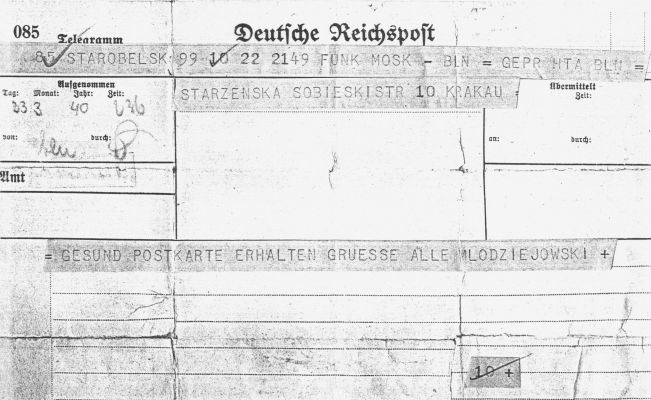 085 Deutsche Reichspost
Telegramm
85 STAROBELSK 99 10 22 2149 FUNK MOSK - BLN = GEPR HTA BLN =
Aufgenommen
Tag: Monat: Jahr: Zeit:
23 3 40
von: durch:
STARZENSKA SOBIESKISTR 10 KRAKAU =
Übermittelt
Zeit:
an: durch:
Amt
= GESUND POSTKARTE ERHALTEN GRUESSE ALLE MLODZIEJOWSKI +
10 +